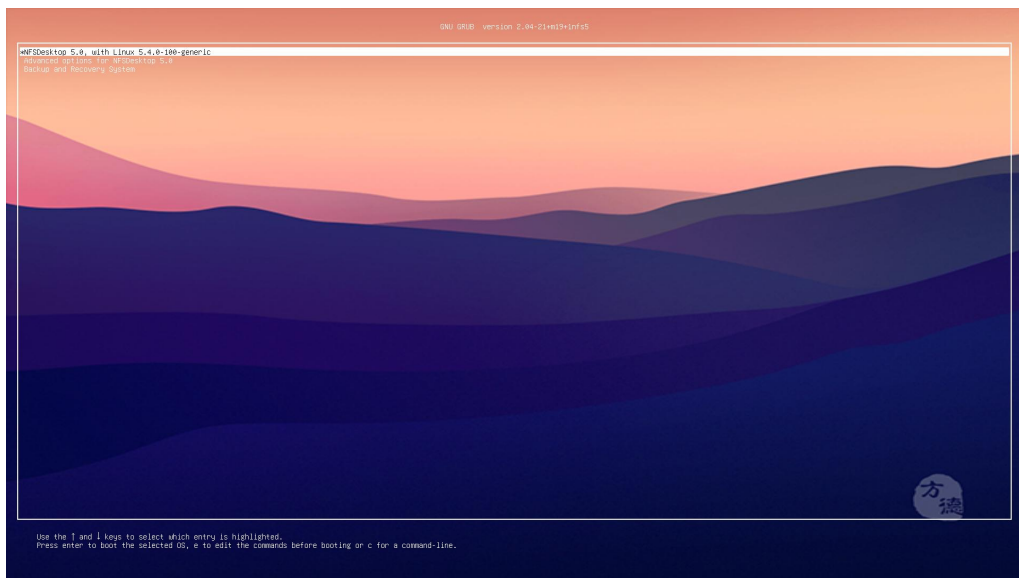 GNU GRUB  version 2.04-21+m19+infs5
*NFSDesktop 5.0, with Linux 5.4.0-100-generic
Advanced options for NFSDesktop 5.0
Backup and Recovery System
方德
Use the ↑ and ↓ keys to select which entry is highlighted.
Press enter to boot the selected OS, e to edit the commands before booting or c for a command-line.